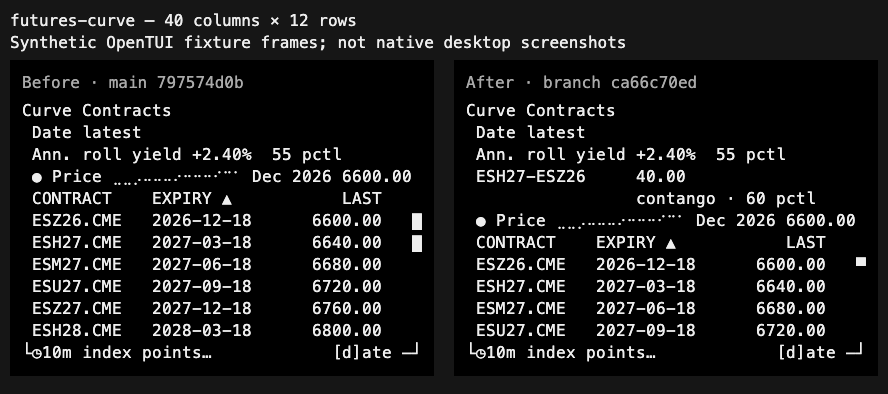 futures-curve — 40 columns × 12 rows
Synthetic OpenTUI fixture frames; not native desktop screenshots
Before · main 797574d0b
Curve Contracts
Date latest
Ann. roll yield +2.40%  55 pctl
● Price Dec 2026 6600.00
CONTRACT EXPIRY ▲ LAST
ESZ26.CME 2026-12-18 6600.00
ESH27.CME 2027-03-18 6640.00
ESM27.CME 2027-06-18 6680.00
ESU27.CME 2027-09-18 6720.00
ESZ27.CME 2027-12-18 6760.00
ESH28.CME 2028-03-18 6800.00
└◷10m index points… [d]ate ─┘
After · branch ca66c70ed
Curve Contracts
Date latest
Ann. roll yield +2.40%  55 pctl
ESH27-ESZ26 40.00
contango · 60 pctl
● Price Dec 2026 6600.00
CONTRACT EXPIRY ▲ LAST
ESZ26.CME 2026-12-18 6600.00
ESH27.CME 2027-03-18 6640.00
ESM27.CME 2027-06-18 6680.00
ESU27.CME 2027-09-18 6720.00
└◷10m index points… [d]ate ─┘